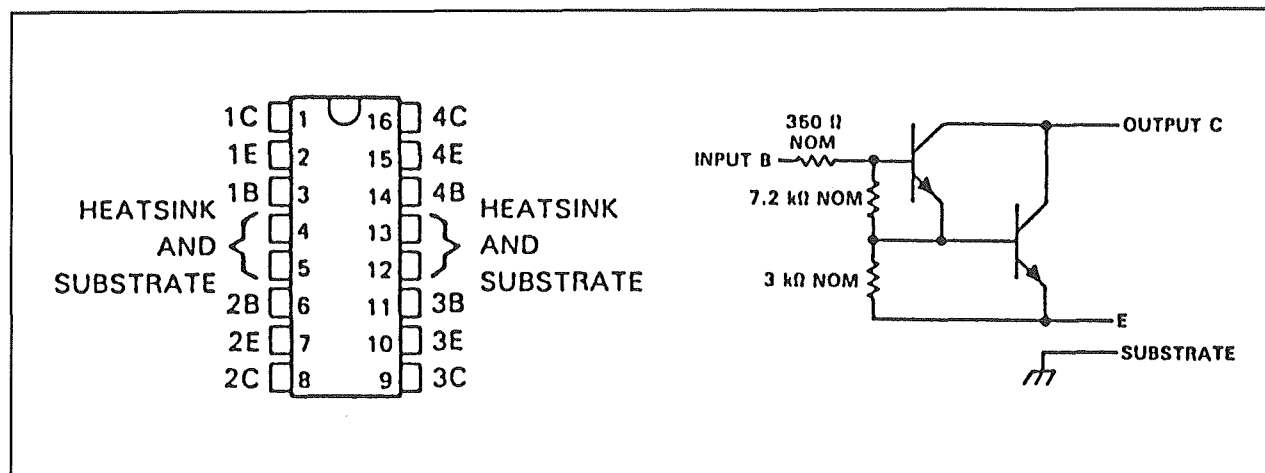 1C 1 16 4C
1E 2 15 4E
1B 3 14 4B
HEATSINK AND SUBSTRATE
4 13
5 12
HEATSINK AND SUBSTRATE
2B 6 11 3B
2E 7 10 3E
2C 8 9 3C
350 Ω
NOM
INPUT B
7.2 kΩ NOM
3 kΩ NOM
OUTPUT C
E
SUBSTRATE